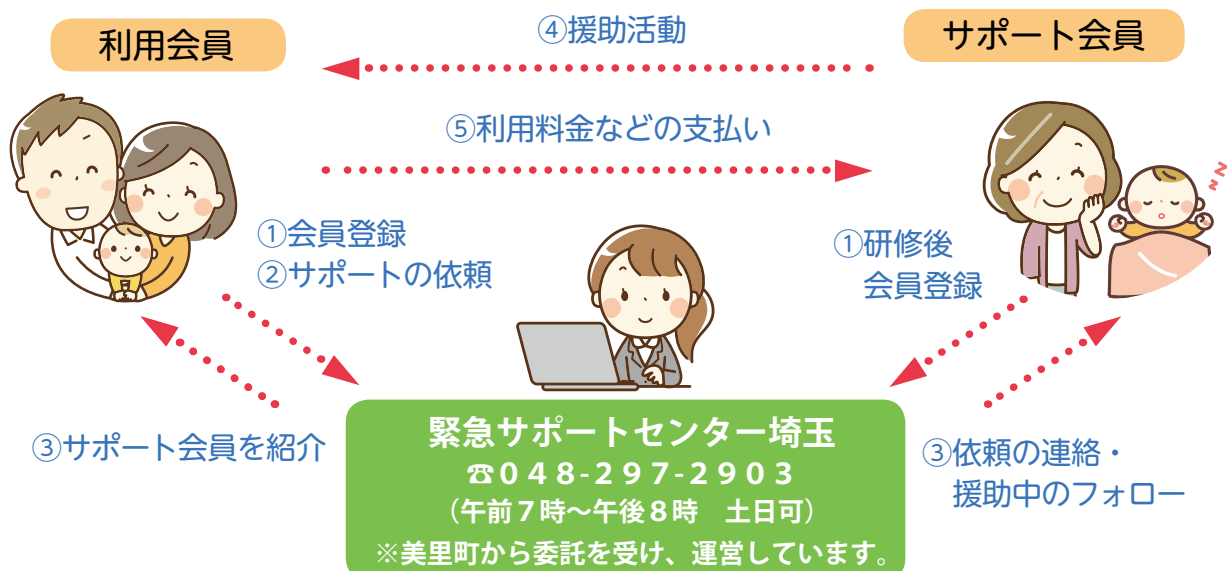 利用会員
④援助活動
サポート会員
⑤利用料金などの支払い
①会員登録
②サポートの依頼
①研修後
会員登録
③サポート会員を紹介
緊急サポートセンター埼玉
☎048-297-2903
（午前７時～午後８時　土日可）
※美里町から委託を受け、運営しています。
③依頼の連絡・
援助中のフォロー
zzz